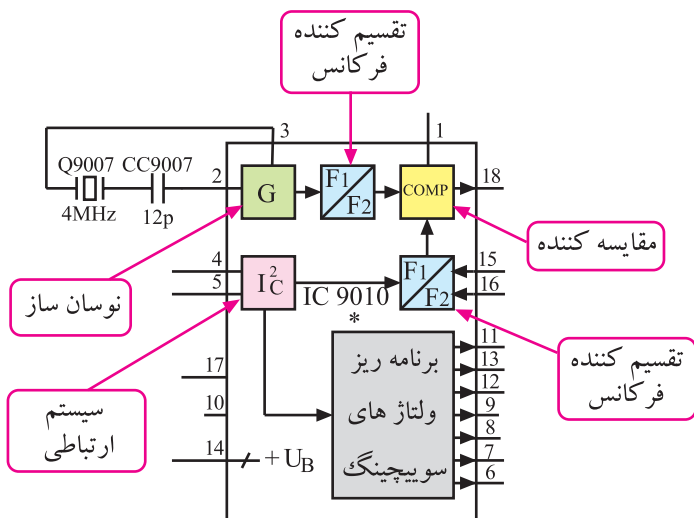 تقسیم کننده
فرکانس
3
1
Q9007 CC9007
2
4MHz 12p
G
F1
F2
COMP
18
مقایسه کننده
4
5
I²C
IC 9010
*
F1
F2
15
16
نوسان ساز
تقسیم کننده
فرکانس
17
10
14
+UB
سیستم
ارتباطی
برنامه ریز
ولتاژ های
سوییچینگ
11
13
12
9
8
7
6